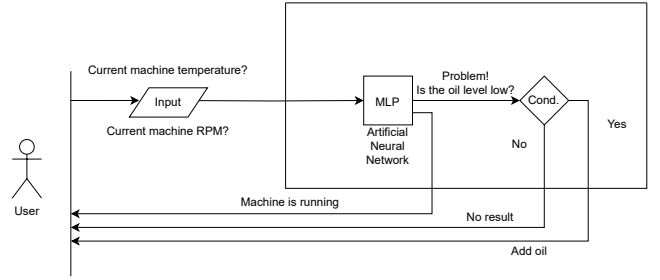 Current machine temperature?
Input
Current machine RPM?
MLP
Artificial
Neural
Network
Problem!
Is the oil level low?
Cond.
Yes
No
User
Machine is running
No result
Add oil